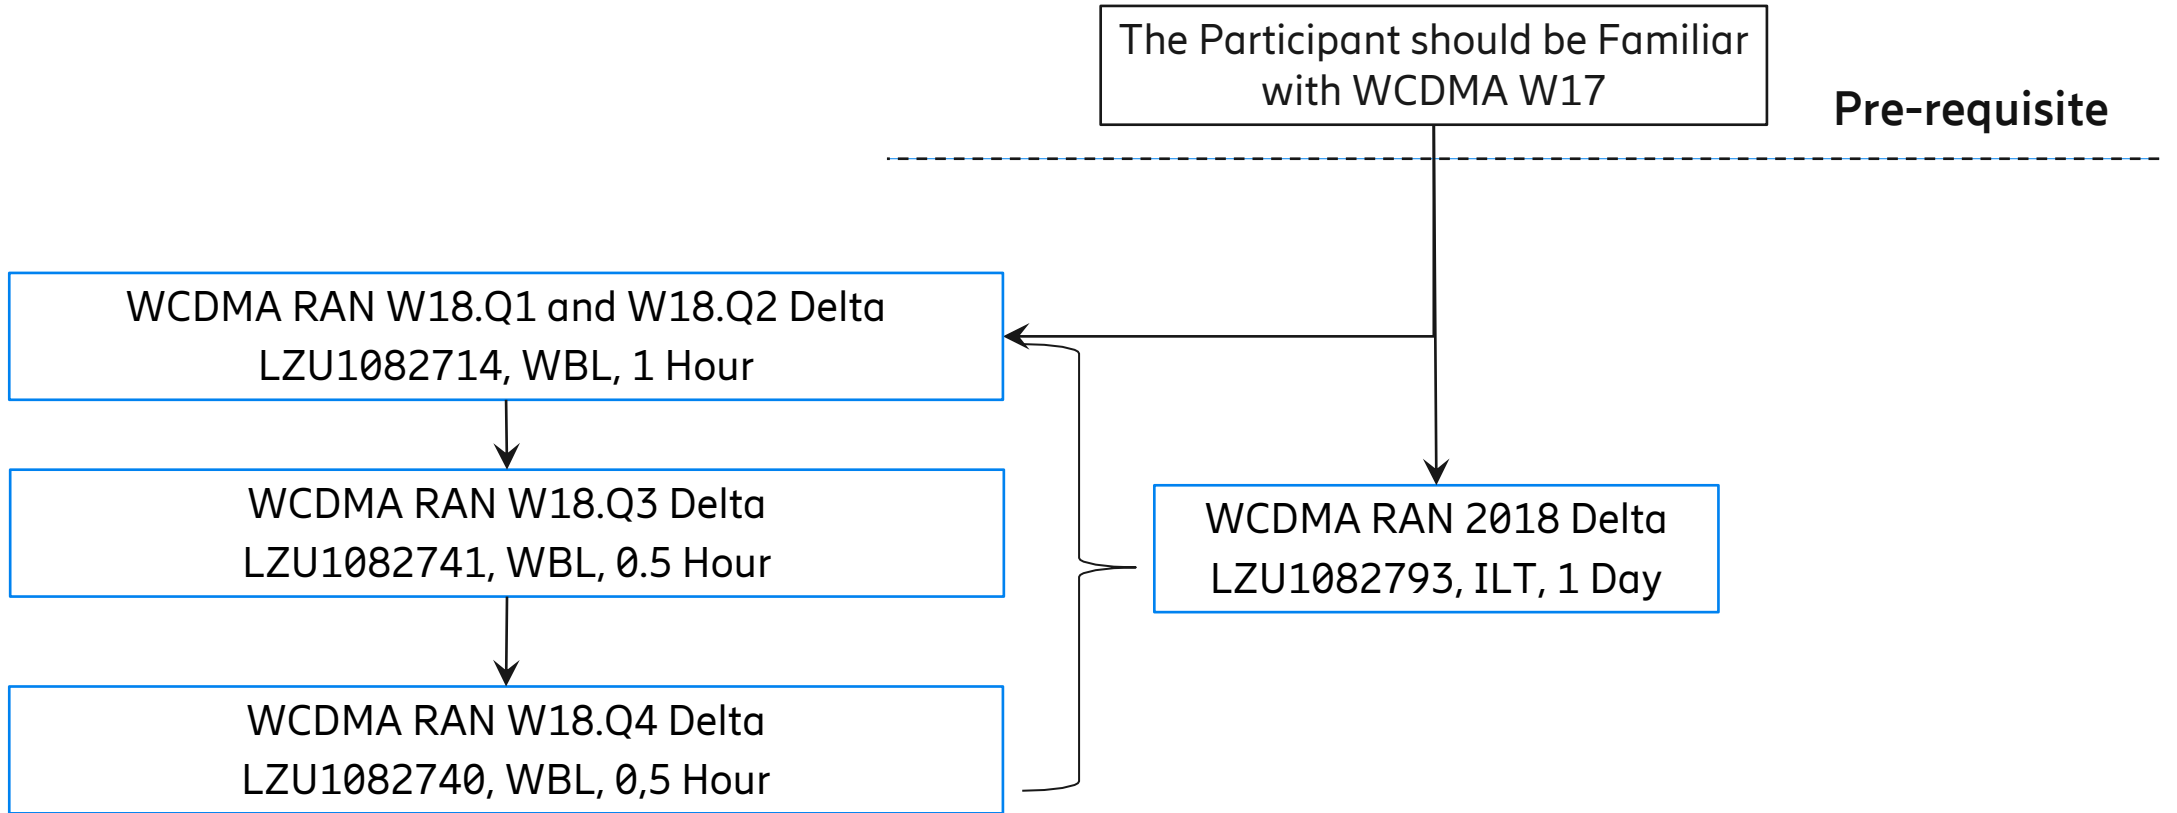 The Participant should be Familiar
with WCDMA W17
Pre-requisite
WCDMA RAN W18.Q1 and W18.Q2 Delta
LZU1082714, WBL, 1 Hour
WCDMA RAN W18.Q3 Delta
LZU1082741, WBL, 0.5 Hour
WCDMA RAN 2018 Delta
LZU1082793, ILT, 1 Day
WCDMA RAN W18.Q4 Delta
LZU1082740, WBL, 0,5 Hour